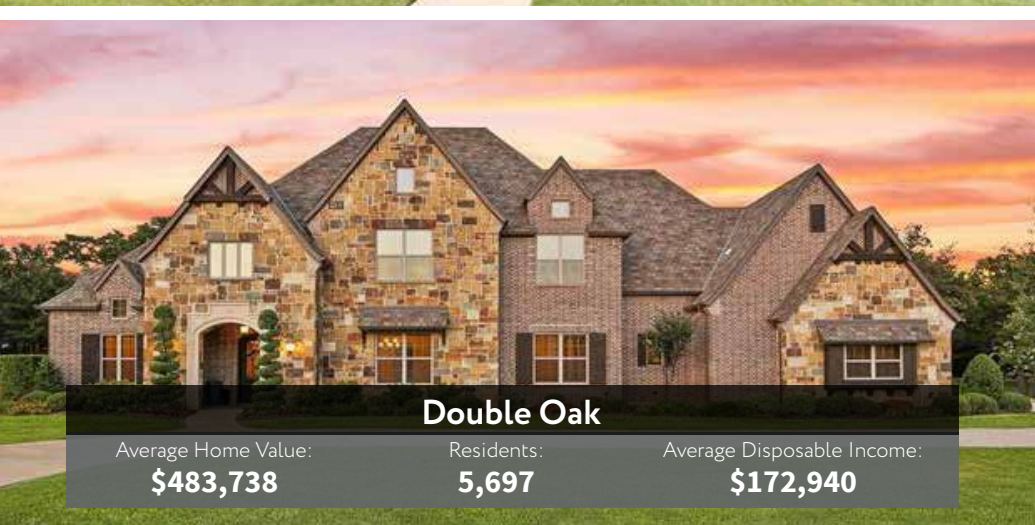 Double Oak
Average Home Value: Residents: Average Disposable Income:
$483,738 5,697 $172,940